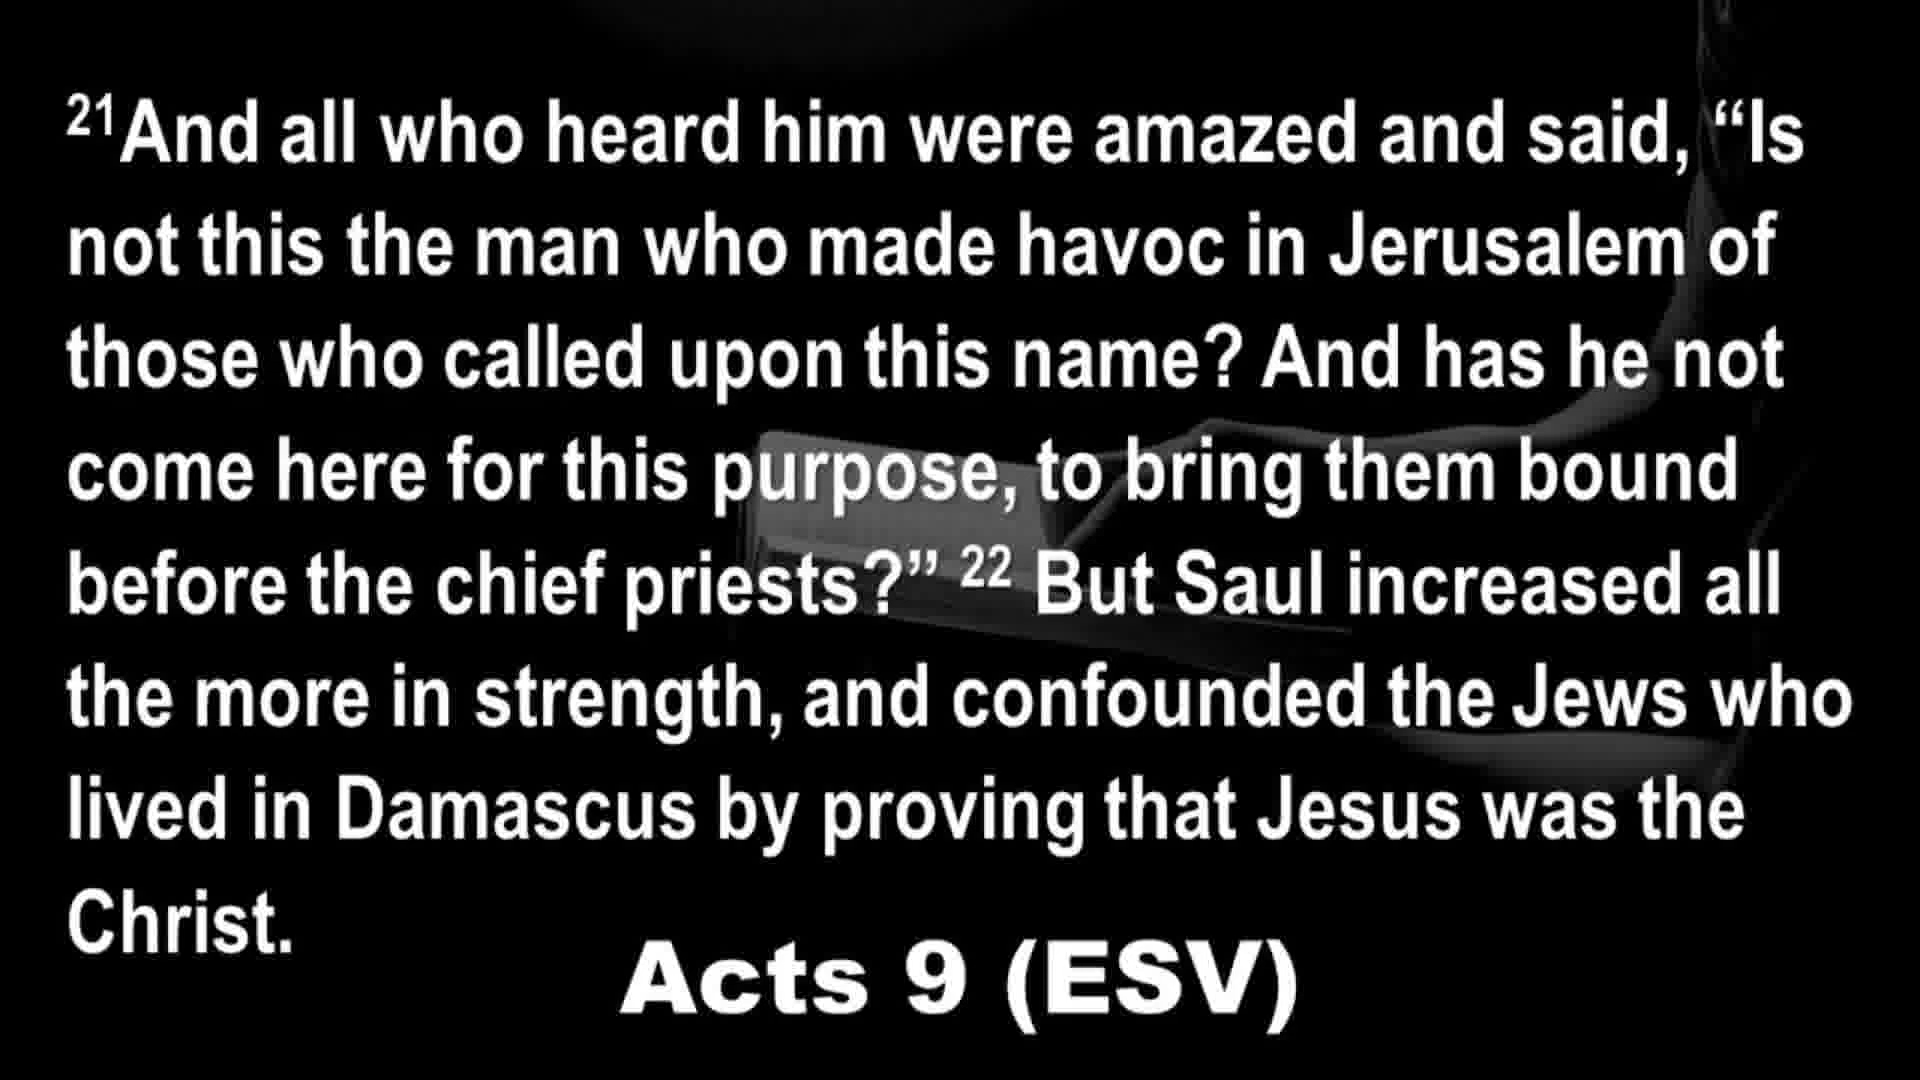 21And all who heard him were amazed and said, “Is
not this the man who made havoc in Jerusalem of
those who called upon this name? And has he not
come here for this purpose, to bring them bound
before the chief priests?” 22 But Saul increased all
the more in strength, and confounded the Jews who
lived in Damascus by proving that Jesus was the
Christ.
Acts 9 (ESV)